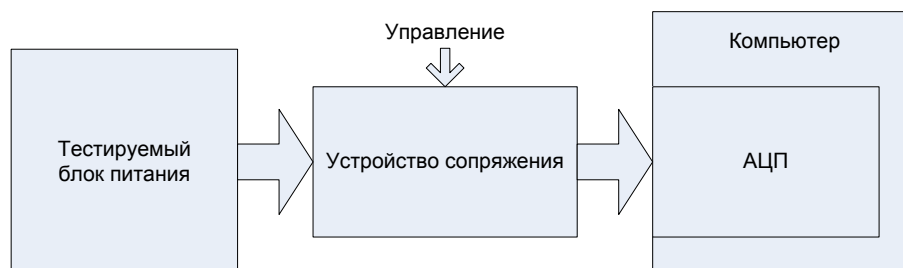 Управление
Компьютер
Тестируемый
блок питания
Устройство сопряжения
АЦП